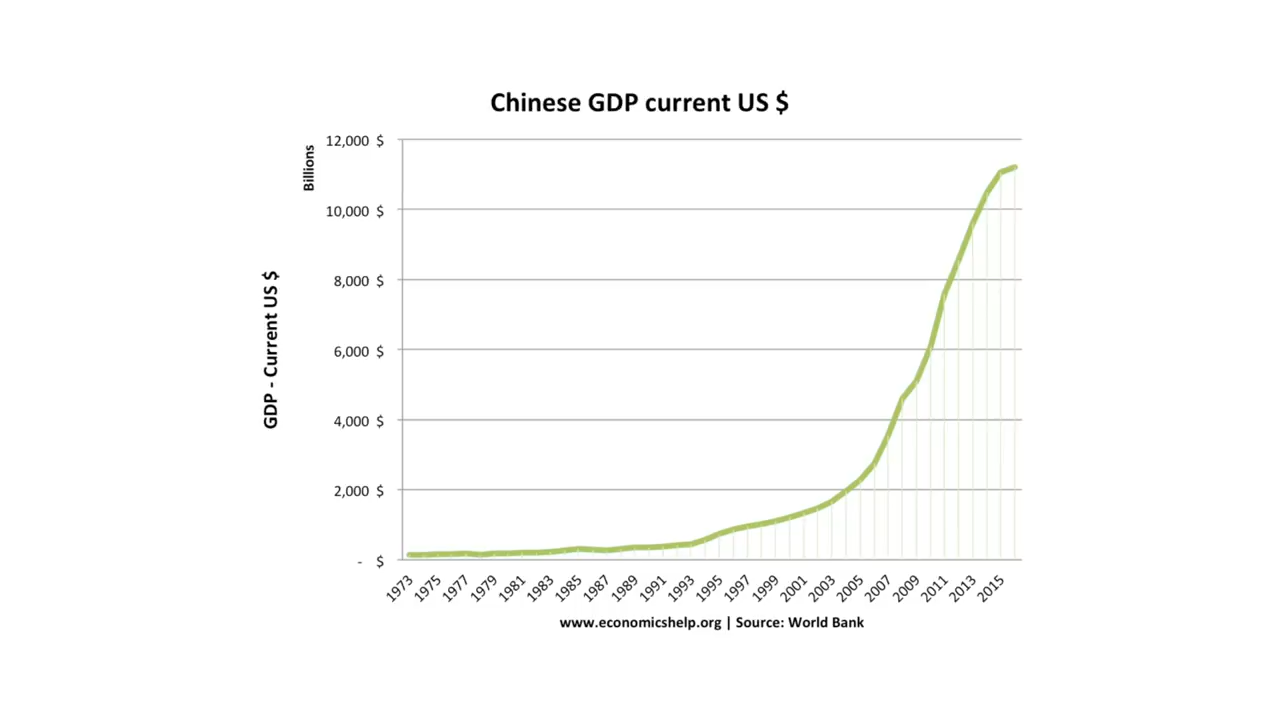 Chinese GDP current US $
Billions
GDP - Current US $
12,000 $
10,000 $
8,000 $
6,000 $
4,000 $
2,000 $
- $
1973 1975 1977 1979 1981 1983 1985 1987 1989 1991 1993 1995 1997 1999 2001 2003 2005 2007 2009 2011 2013 2015
www.economicshelp.org | Source: World Bank